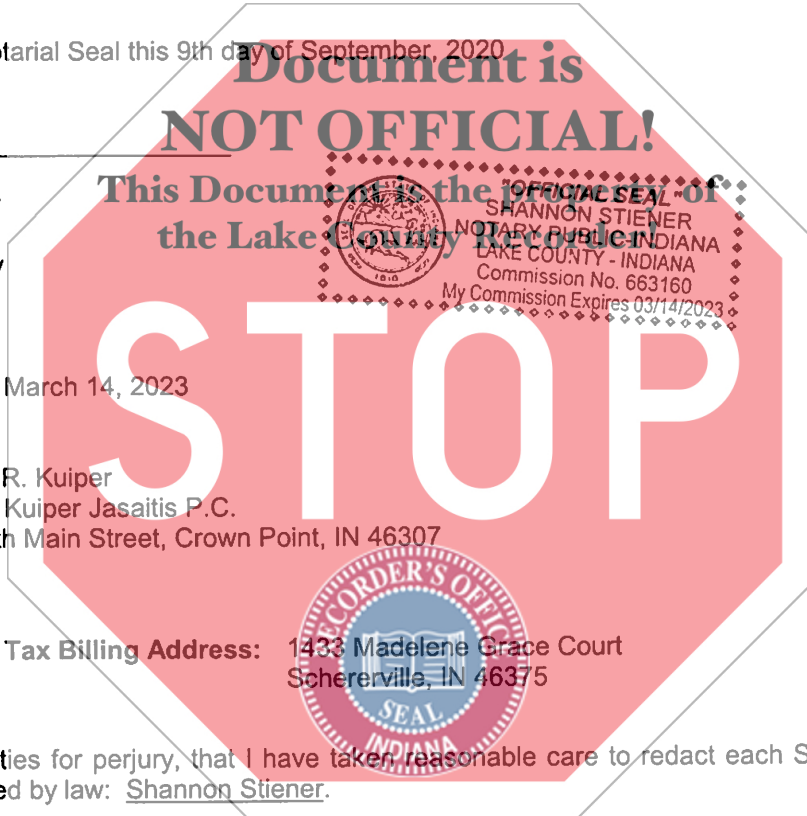 tarial Seal this 9th day of September, 2020
Document is
NOT OFFICIAL!
This Document is the property of
the Lake County Recorder!
"OFFICIAL SEAL"
SHANNON STIENER
NOTARY PUBLIC-INDIANA
LAKE COUNTY - INDIANA
Commission No. 663160
My Commission Expires 03/14/2023
STOP
March 14, 2023
R. Kuiper
Kuiper Jasaitis P.C.
h Main Street, Crown Point, IN 46307
RECORDER'S OFFICE
SEAL
INDIANA
Tax Billing Address: 1433 Madelene Grace Court
Schererville, IN 46375
ties for perjury, that I have taken reasonable care to redact each S
ed by law: Shannon Stiener.